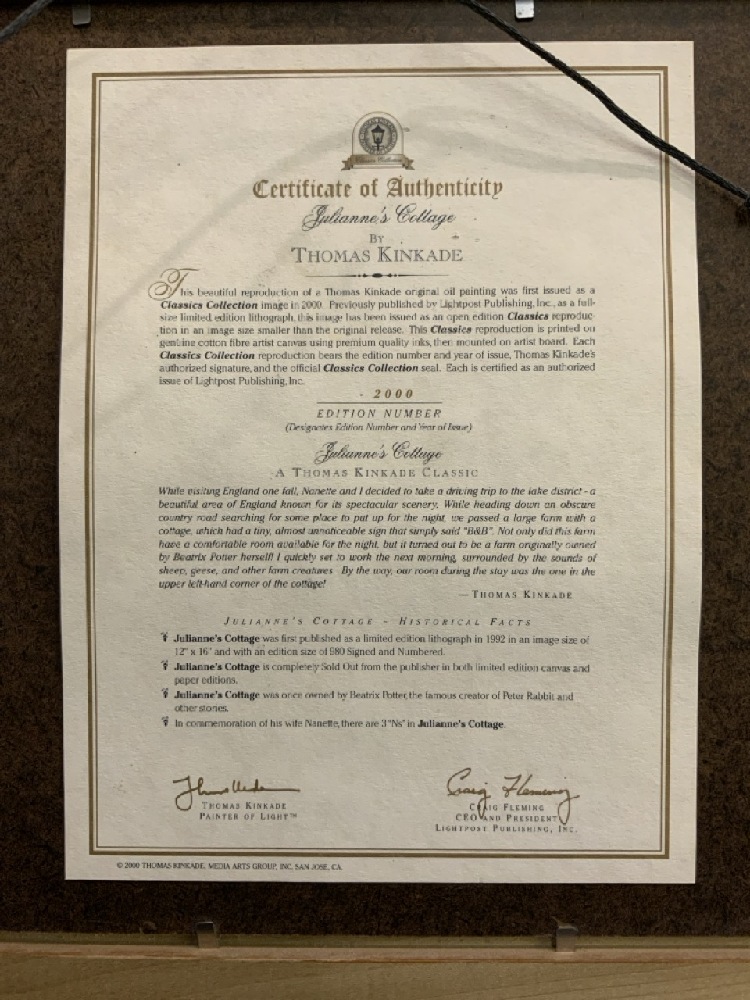 Certificate of Authenticity
Julianne's Cottage
BY
THOMAS KINKADE
This beautiful reproduction of a Thomas Kinkade original oil painting was first issued as a
Classics Collection image in 2000. Previously published by Lightpost Publishing, Inc., as a full-
size limited edition lithograph, this image has been issued as an open edition Classics reproduc-
tion in an image size smaller than the original release. This Classics reproduction is printed on
genuine cotton fibre artist canvas using premium quality inks, then mounted on artist board. Each
Classics Collection reproduction bears the edition number and year of issue, Thomas Kinkade's
authorized signature, and the official Classics Collection seal. Each is certified as an authorized
issue of Lightpost Publishing, Inc.
- 2000
EDITION NUMBER
(Designates Edition Number and Year of Issue)
Julianne's Cottage
A THOMAS KINKADE CLASSIC
While visiting England one fall, Nanette and I decided to take a driving trip to the lake district - a
beautiful area of England known for its spectacular scenery. While heading down an obscure
country road searching for some place to put up for the night, we passed a large farm with a
cottage, which had a tiny, almost unnoticeable sign that simply said "B&B". Not only did this farm
have a comfortable room available for the night, but it turned out to be a farm originally owned
by Beatrix Potter herself! I quickly set to work the next morning, surrounded by the sounds of
sheep, geese, and other farm creatures. By the way, our room during the stay was the one in the
upper left-hand corner of the cottage!
— THOMAS KINKADE
JULIANNE'S COTTAGE - HISTORICAL FACTS
Julianne's Cottage was first published as a limited edition lithograph in 1992 in an image size of
12" x 16" and with an edition size of 980 Signed and Numbered.
Julianne's Cottage is completely Sold Out from the publisher in both limited edition canvas and
paper editions.
Julianne's Cottage was once owned by Beatrix Potter, the famous creator of Peter Rabbit and
other stories.
In commemoration of his wife Nanette, there are 3 "Ns" in Julianne's Cottage.
THOMAS KINKADE
PAINTER OF LIGHT™
Craig Fleming
CRAIG FLEMING
CEO AND PRESIDENT
LIGHTPOST PUBLISHING, INC.
© 2000 THOMAS KINKADE, MEDIA ARTS GROUP, INC. SAN JOSE, CA